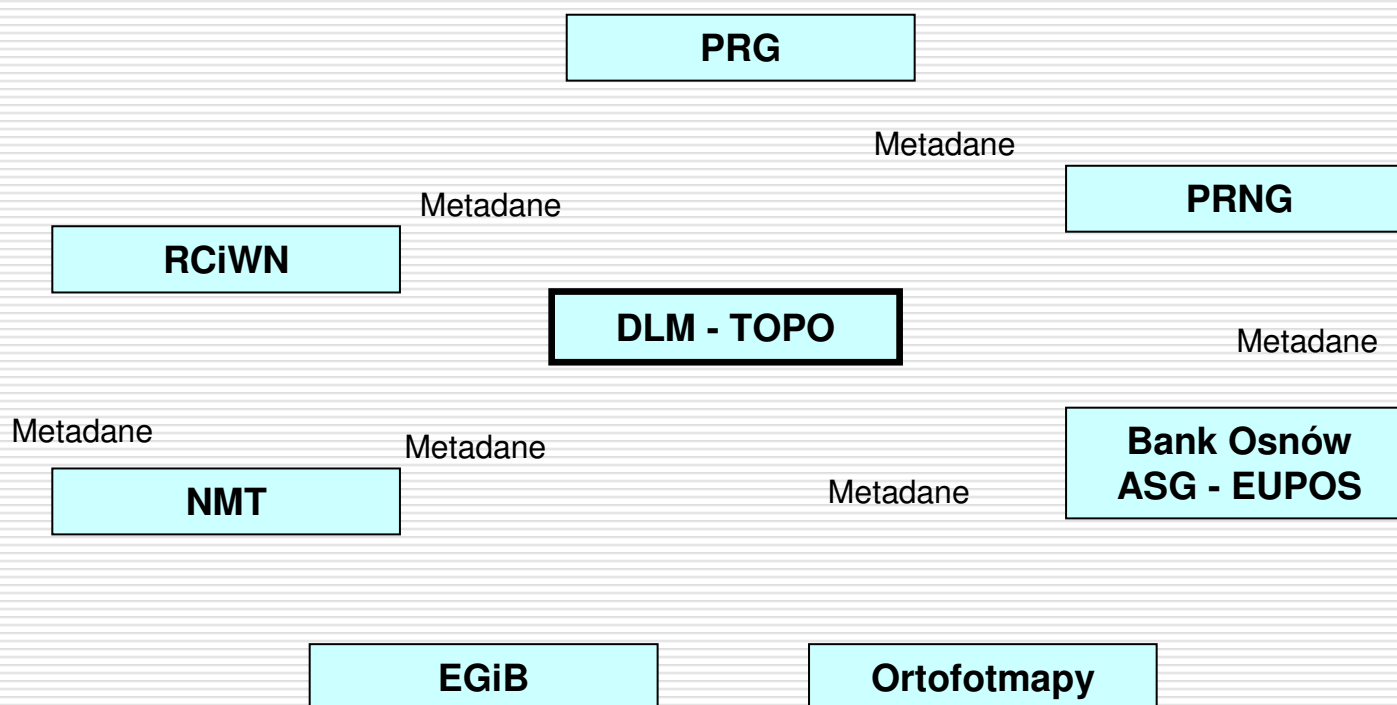 PRG
Metadane
PRNG
Metadane
RCiWN
DLM - TOPO
Metadane
Metadane
Metadane
Bank Osnów
ASG - EUPOS
NMT
Metadane
EGiB
Ortofotmapy